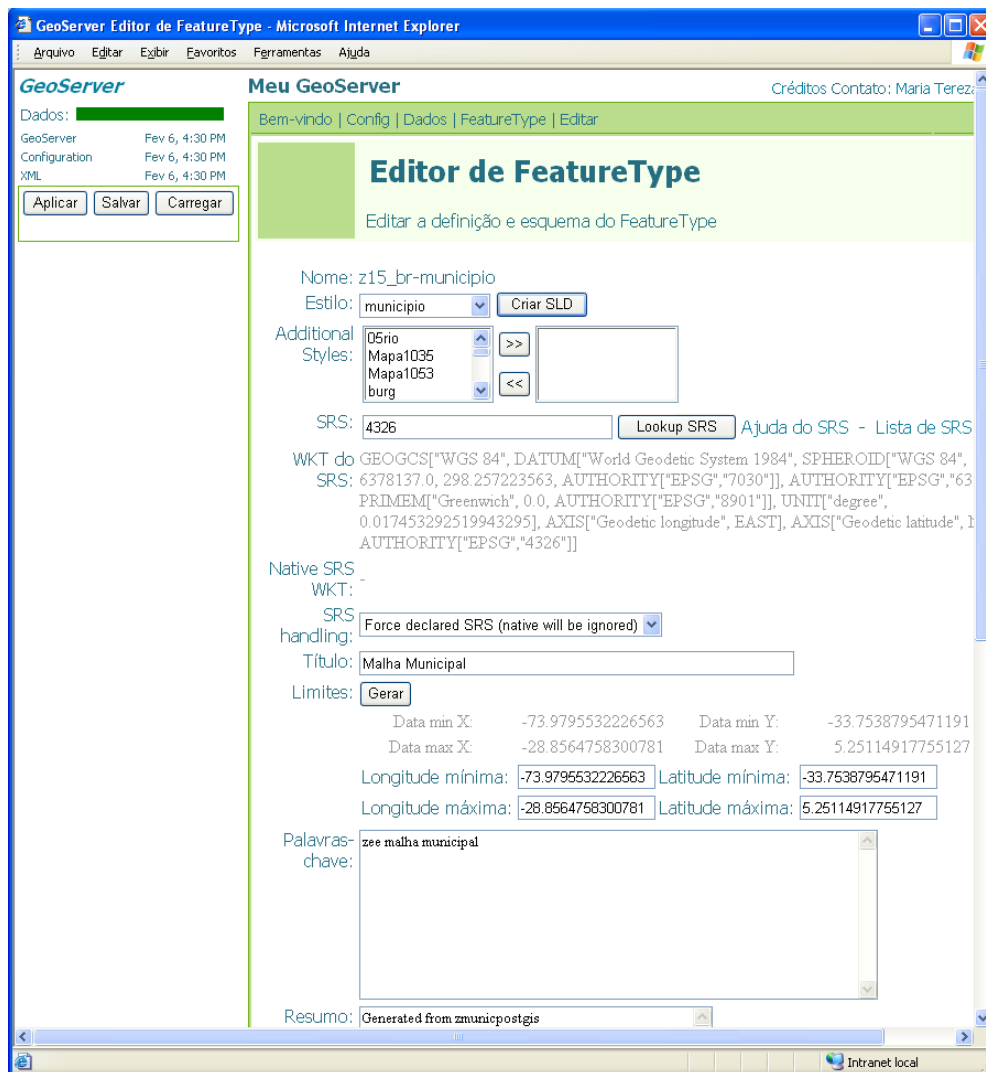 GeoServer Editor de FeatureType - Microsoft Internet Explorer
Arquivo Editar Exibir Favoritos Ferramentas Ajuda
GeoServer
Dados:
GeoServer Fev 6, 4:30 PM
Configuration Fev 6, 4:30 PM
XML Fev 6, 4:30 PM
Aplicar Salvar Carregar
Meu GeoServer
Créditos Contato: Maria Tereza
Bem-vindo | Config | Dados | FeatureType | Editar
Editor de FeatureType
Editar a definição e esquema do FeatureType
Nome: z15_br-municipio
Estilo: municipio Criar SLD
Additional Styles:
05rio
Mapa1035
Mapa1053
burg
>>
<<
SRS: 4326 Lookup SRS Ajuda do SRS - Lista de SRS
WKT do SRS:
GEOGCS["WGS 84", DATUM["World Geodetic System 1984", SPHEROID["WGS 84",
6378137.0, 298.257223563, AUTHORITY["EPSG","7030"]], AUTHORITY["EPSG","63
PRIMEM["Greenwich", 0.0, AUTHORITY["EPSG","8901"]], UNIT["degree",
0.017453292519943295], AXIS["Geodetic longitude", EAST], AXIS["Geodetic latitude",
AUTHORITY["EPSG","4326"]]
Native SRS WKT: -
SRS handling: Force declared SRS (native will be ignored)
Título: Malha Municipal
Limites: Gerar
Data min X: -73.9795532226563 Data min Y: -33.7538795471191
Data max X: -28.8564758300781 Data max Y: 5.25114917755127
Longitude mínima: -73.9795532226563 Latitude mínima: -33.7538795471191
Longitude máxima: -28.8564758300781 Latitude máxima: 5.25114917755127
Palavras-chave: zee malha municipal
Resumo: Generated from zmunicpostgis
Intranet local